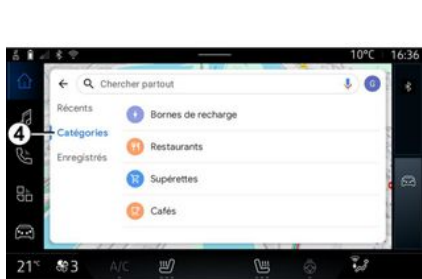 10°C 16:36
Chercher partout
G
Récents
Bornes de recharge
4
Catégories
Restaurants
Enregistrés
Supérettes
Cafés
21° 3 A/C